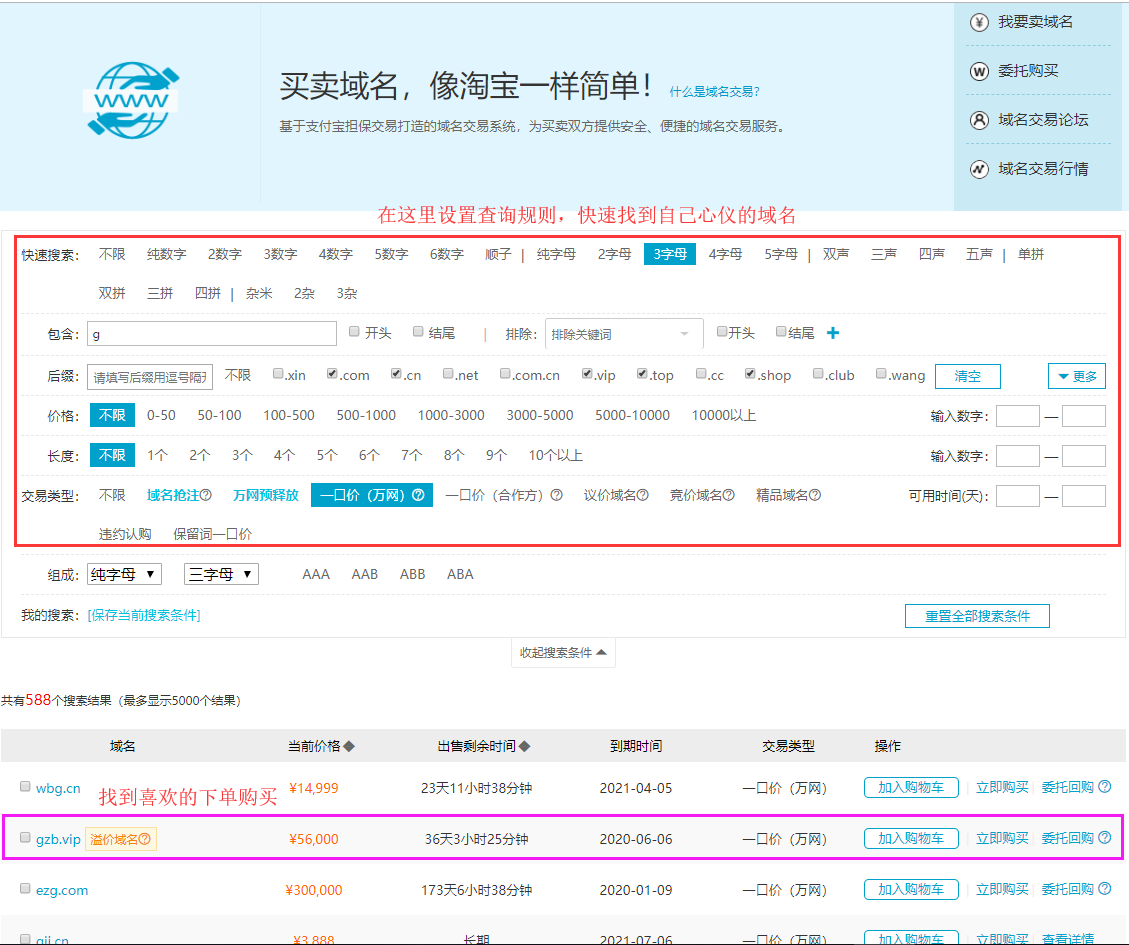 我要卖域名
WWW
买卖域名，像淘宝一样简单！ 什么是域名交易?
委托购买
基于支付宝担保交易打造的域名交易系统，为买卖双方提供安全、便捷的域名交易服务。
域名交易论坛
域名交易行情
在这里设置查询规则，快速找到自己心仪的域名
快速搜索: 不限 纯数字 2数字 3数字 4数字 5数字 6数字 顺子 | 纯字母 2字母 3字母 4字母 5字母 | 双声 三声 四声 五声 | 单拼
双拼 三拼 四拼 | 杂米 2杂 3杂
包含: g 开头 结尾 | 排除: 排除关键词 开头 结尾 +
后缀: 请填写后缀用逗号隔开 不限 .xin .com .cn .net .com.cn .vip .top .cc .shop .club .wang 清空 更多
价格: 不限 0-50 50-100 100-500 500-1000 1000-3000 3000-5000 5000-10000 10000以上 输入数字: —
长度: 不限 1个 2个 3个 4个 5个 6个 7个 8个 9个 10个以上 输入数字: —
交易类型: 不限 域名抢注? 万网预释放 一口价（万网）? 一口价（合作方）? 议价域名? 竞价域名? 精品域名? 可用时间(天): —
违约认购 保留词一口价
组成: 纯字母 三字母 AAA AAB ABB ABA
我的搜索: [保存当前搜索条件] 重置全部搜索条件
收起搜索条件
共有588个搜索结果（最多显示5000个结果）
域名 当前价格 出售剩余时间 到期时间 交易类型 操作
wbg.cn 找到喜欢的下单购买 ¥14,999 23天11小时38分钟 2021-04-05 一口价（万网） 加入购物车 立即购买 委托回购 ?
gzb.vip 溢价域名? ¥56,000 36天3小时25分钟 2020-06-06 一口价（万网） 加入购物车 立即购买 委托回购 ?
ezg.com ¥300,000 173天6小时38分钟 2020-01-09 一口价（万网） 加入购物车 立即购买 委托回购 ?
¥3,888 长期 2021-07-06 一口价（万网） 加入购物车 立即购买 查看详情